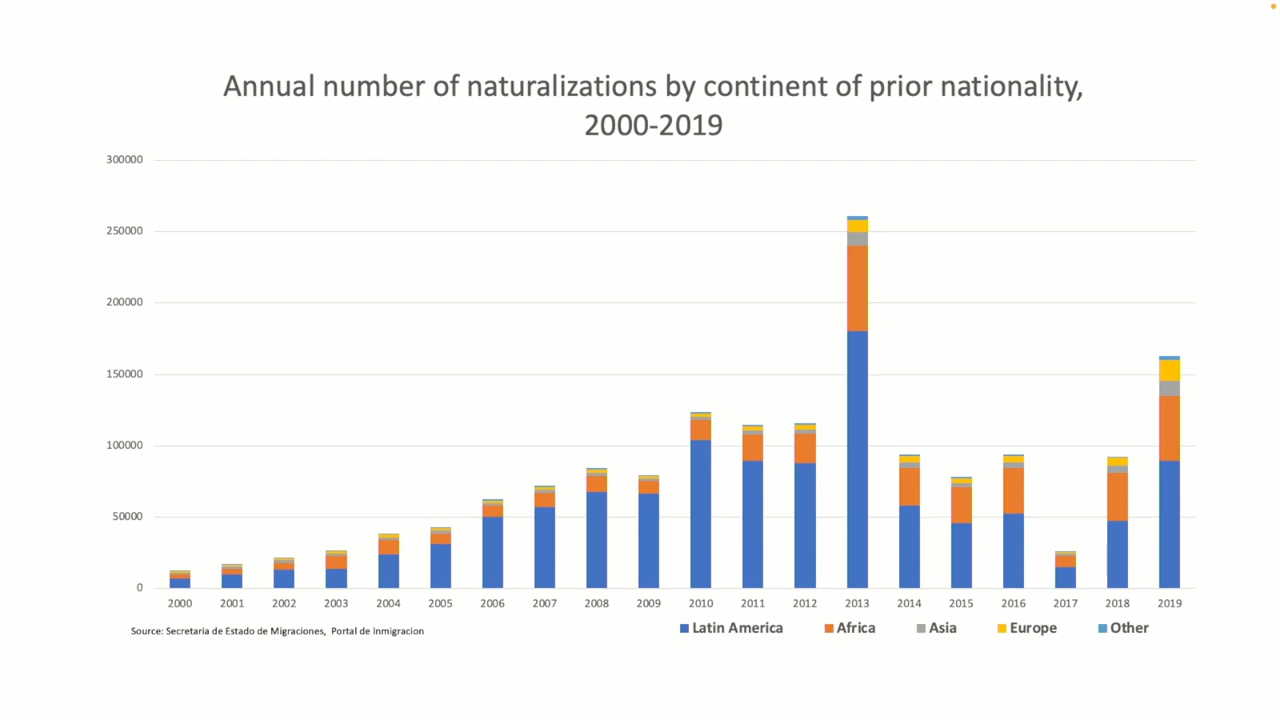 Annual number of naturalizations by continent of prior nationality,
2000-2019
300000
250000
200000
150000
100000
50000
0
2000 2001 2002 2003 2004 2005 2006 2007 2008 2009 2010 2011 2012 2013 2014 2015 2016 2017 2018 2019
Source: Secretaria de Estado de Migraciones, Portal de Inmigracion
Latin America Africa Asia Europe Other